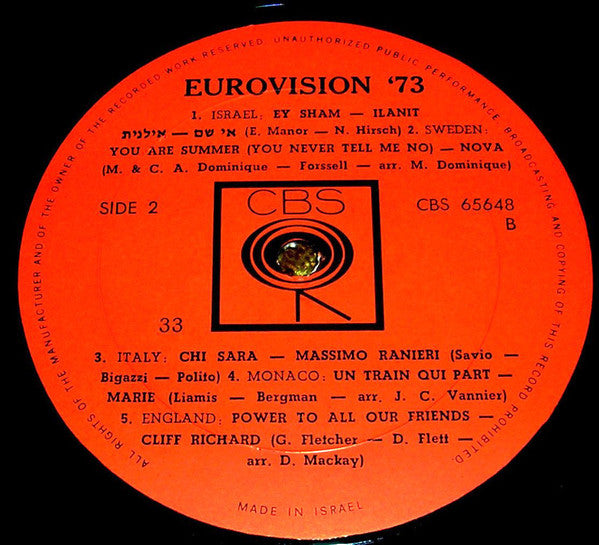 ALL RIGHTS OF THE MANUFACTURER AND OF THE OWNER OF THE RECORDED WORK RESERVED. UNAUTHORIZED PUBLIC PERFORMANCE, BROADCASTING AND COPYING OF THIS RECORD PROHIBITED.
EUROVISION '73
1. ISRAEL: EY SHAM — ILANIT
אי שם — אילנית (E. Manor — N. Hirsch) 2. SWEDEN:
YOU ARE SUMMER (YOU NEVER TELL ME NO) — NOVA
(M. & C. A. Dominique — Forssell — arr. M. Dominique)
SIDE 2
CBS
CBS 65648
B
33
3. ITALY: CHI SARA — MASSIMO RANIERI (Savio —
Bigazzi — Polito) 4. MONACO: UN TRAIN QUI PART —
MARIE (Liamis — Bergman — arr. J. C. Vannier)
5. ENGLAND: POWER TO ALL OUR FRIENDS —
CLIFF RICHARD (G. Fletcher — D. Flett —
arr. D. Mackay)
MADE IN ISRAEL